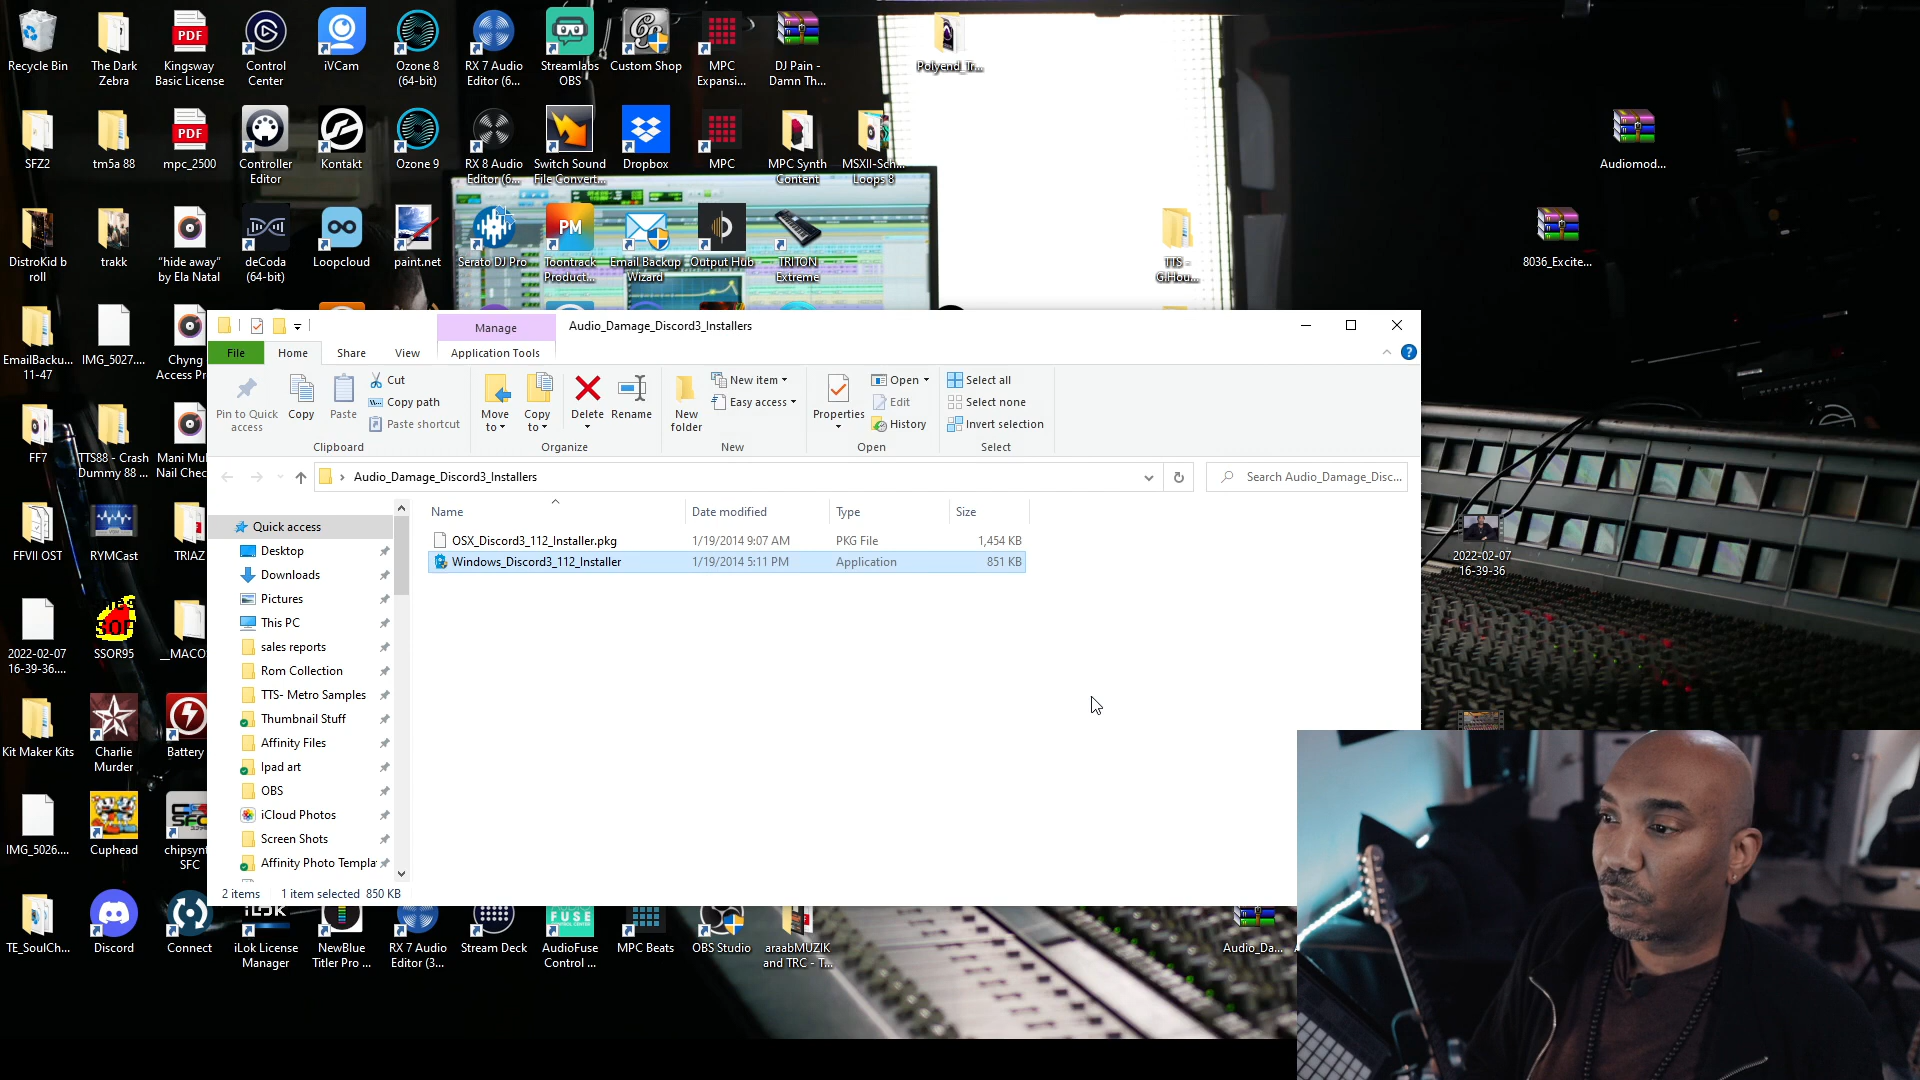 Recycle Bin
The Dark
Zebra
Kingsway
Basic License
Control
Center
iVCam
Ozone 8
(64-bit)
RX 7 Audio
Editor (6...
Streamlabs
OBS
Custom Shop
MPC
Expansi...
DJ Pain -
Damn Th...
Polyend_Tr...
PDF
SFZ2
tm5a 88
mpc_2500
Controller
Editor
Kontakt
Ozone 9
RX 8 Audio
Editor (6...
Switch Sound
File Convert...
Dropbox
MPC
MPC Synth
Content
MSXII-Sch...
Loops 8
Audiomod...
PDF
PM
DistroKid b
roll
trakk
"hide away"
by Ela Natal
deCoda
(64-bit)
Loopcloud
paint.net
Serato DJ Pro
Toontrack
Product...
Email Backup
Wizard
Output Hub
TRITON
Extreme
TTS -
G.Hou...
8036_Excite...
EmailBacku...
11-47
IMG_5027....
Chyng
Access Pr
FF7
TTS88 - Crash
Dummy 88 ...
Mani Mul
Nail Chec
FFVII OST
RYMCast
TRIAZ
2022-02-07
16-39-36....
SSOR95
__MACO
Kit Maker Kits
Charlie
Murder
Battery
IMG_5026....
Cuphead
chipsynt
SFC
TE_SoulCh...
Discord
Connect
iLok License
Manager
NewBlue
Titler Pro ...
RX 7 Audio
Editor (3...
Stream Deck
FUSE
AudioFuse
Control ...
MPC Beats
OBS Studio
araabMUZIK
and TRC - T...
Audio_Da...
2022-02-07
16-39-36
Manage
Audio_Damage_Discord3_Installers
File
Home
Share
View
Application Tools
Pin to Quick
access
Copy
Paste
Cut
Copy path
Paste shortcut
Clipboard
Move
to
Copy
to
Delete
Rename
Organize
New
folder
New item
Easy access
New
Properties
Open
Edit
History
Open
Select all
Select none
Invert selection
Select
Audio_Damage_Discord3_Installers
Search Audio_Damage_Disc...
Name
Date modified
Type
Size
OSX_Discord3_112_Installer.pkg
1/19/2014 9:07 AM
PKG File
1,454 KB
Windows_Discord3_112_Installer
1/19/2014 5:11 PM
Application
851 KB
Quick access
Desktop
Downloads
Pictures
This PC
sales reports
Rom Collection
TTS- Metro Samples
Thumbnail Stuff
Affinity Files
Ipad art
OBS
iCloud Photos
Screen Shots
Affinity Photo Templa
2 items
1 item selected 850 KB